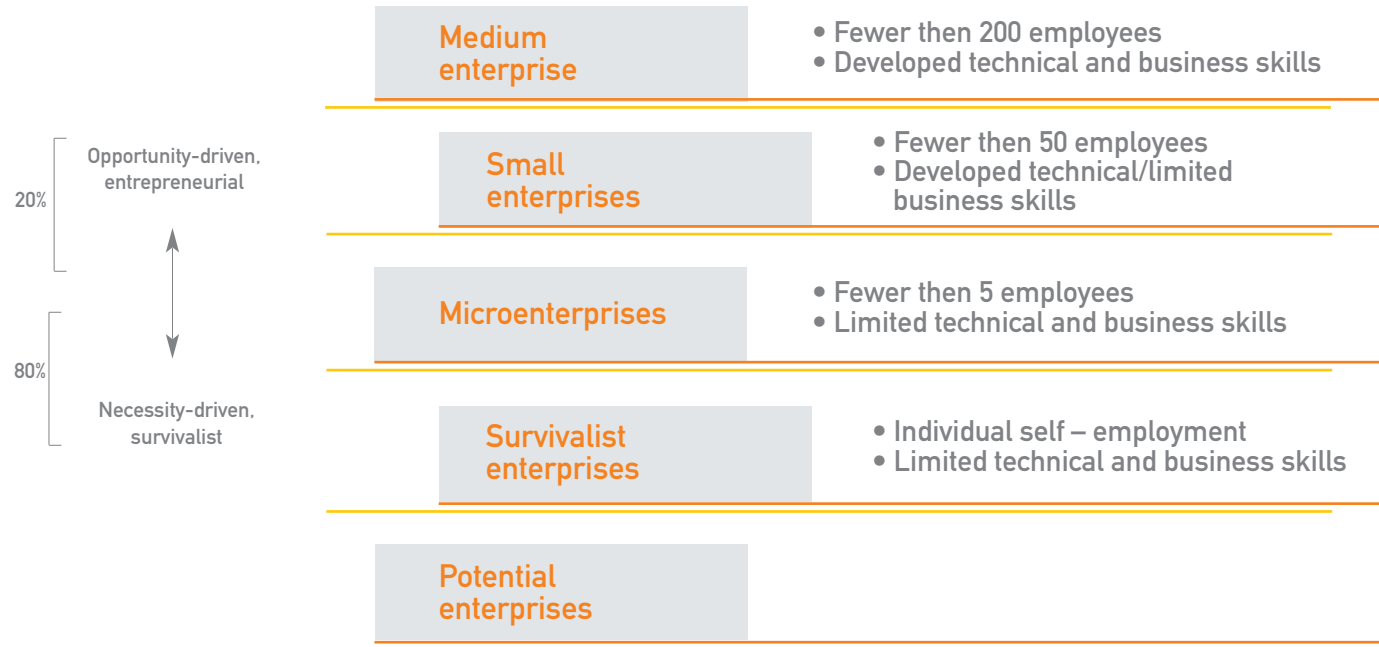 Medium
enterprise
• Fewer then 200 employees
• Developed technical and business skills
20%
Opportunity-driven,
entrepreneurial
Small
enterprises
• Fewer then 50 employees
• Developed technical/limited
business skills
Microenterprises
• Fewer then 5 employees
• Limited technical and business skills
80%
Necessity-driven,
survivalist
Survivalist
enterprises
• Individual self – employment
• Limited technical and business skills
Potential
enterprises